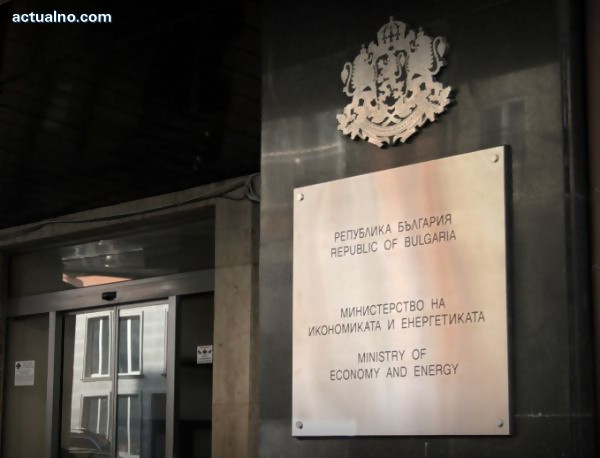 actualno.com
РЕПУБЛИКА БЪЛГАРИЯ
REPUBLIC OF BULGARIA
МИНИСТЕРСТВО НА
ИКОНОМИКАТА И ЕНЕРГЕТИКАТА
MINISTRY OF
ECONOMY AND ENERGY